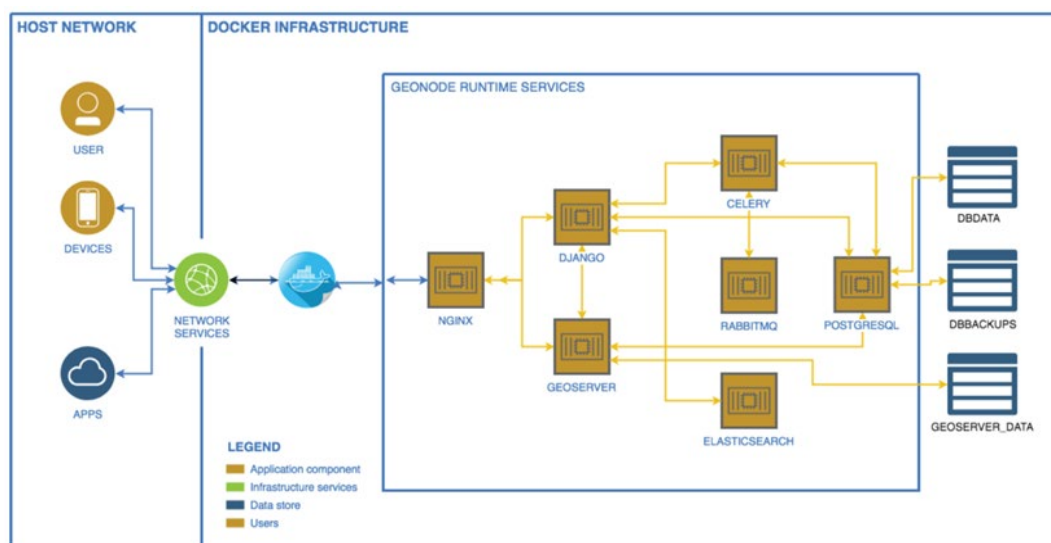 HOST NETWORK
DOCKER INFRASTRUCTURE
GEONODE RUNTIME SERVICES
USER
DEVICES
NETWORK
SERVICES
APPS
NGINX
DJANGO
GEOSERVER
CELERY
RABBITMQ
POSTGRESQL
ELASTICSEARCH
DBDATA
DBBACKUPS
GEOSERVER_DATA
LEGEND
Application component
Infrastructure services
Data store
Users